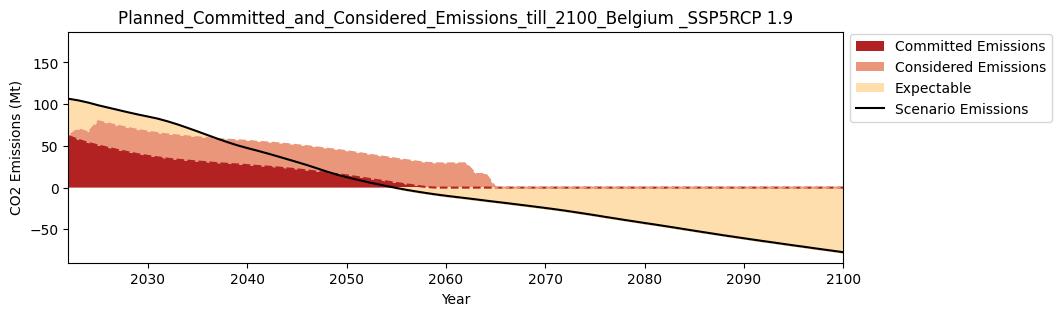 Planned_Committed_and_Considered_Emissions_till_2100_Belgium _SSP5RCP 1.9
Committed Emissions
Considered Emissions
Expectable
Scenario Emissions
CO2 Emissions (Mt)
150
100
50
0
−50
2030 2040 2050 2060 2070 2080 2090 2100
Year